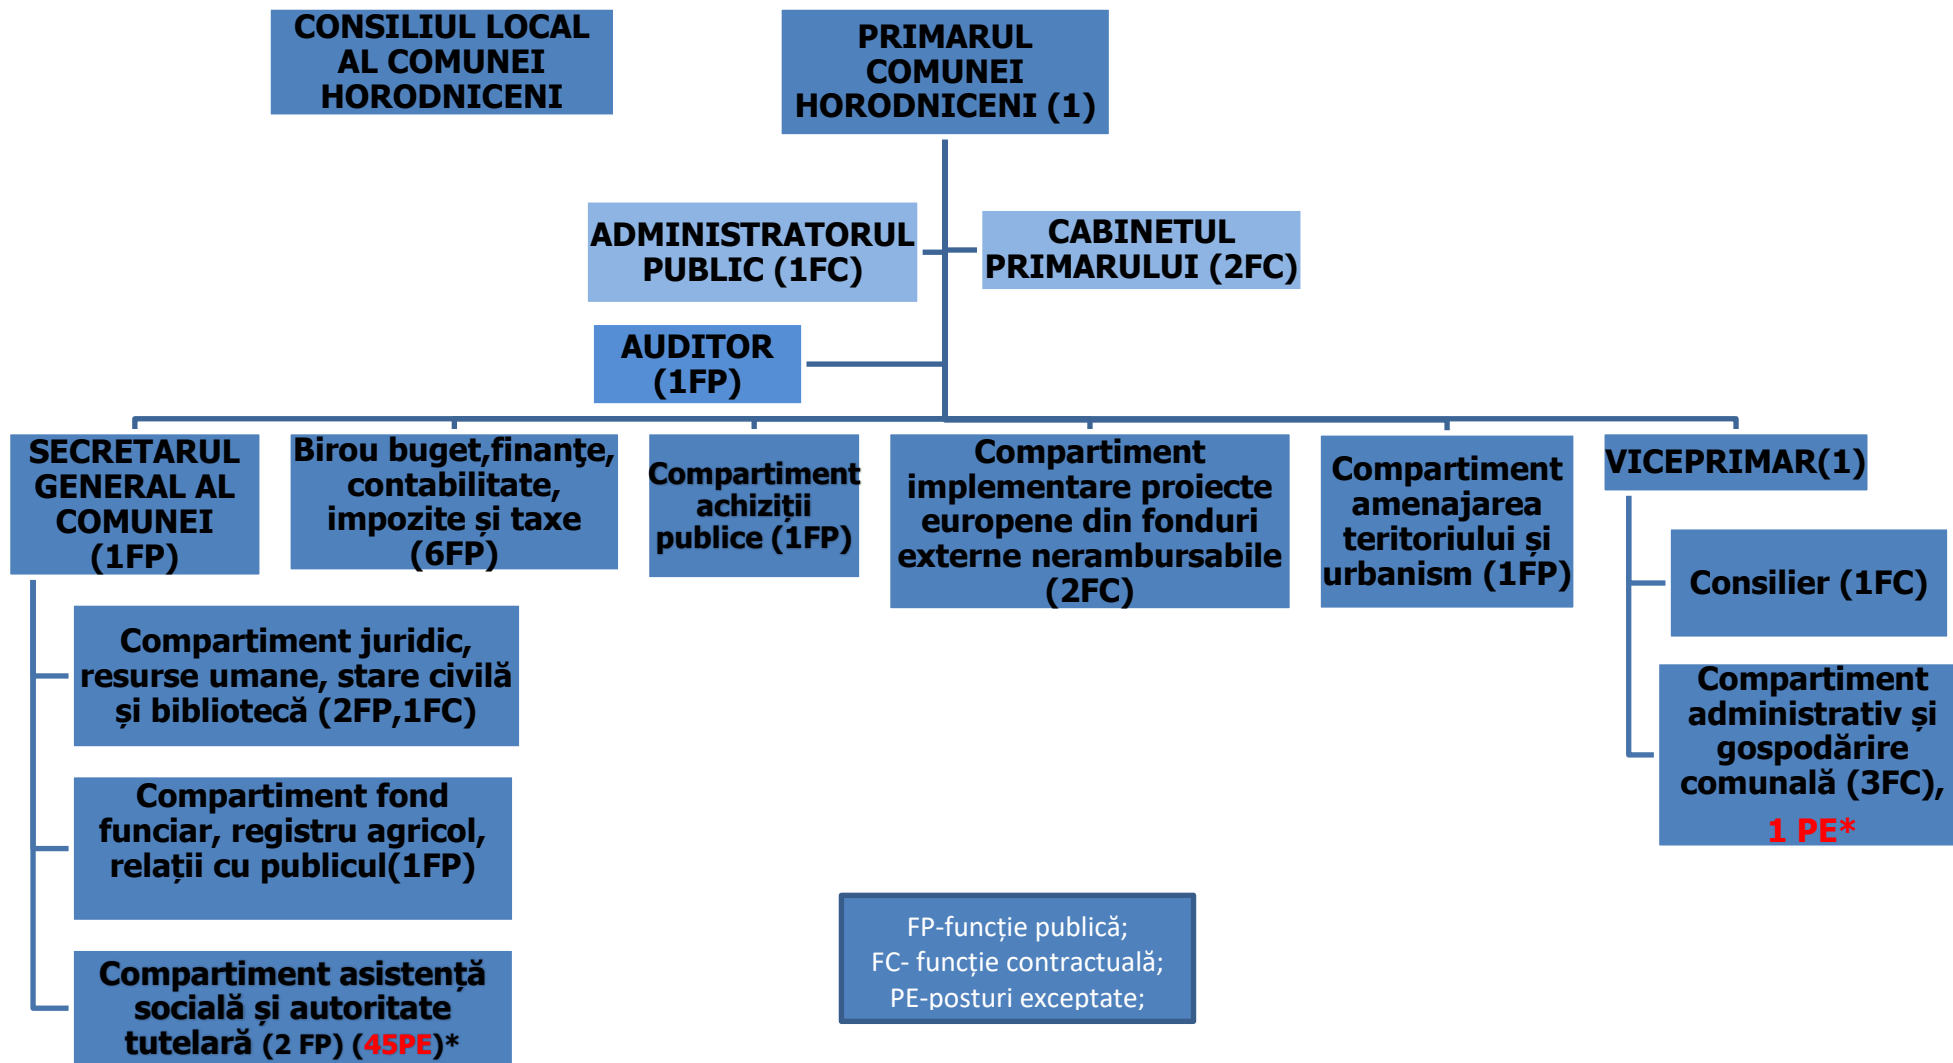 CONSILIUL LOCAL
AL COMUNEI
HORODNICENI
PRIMARUL
COMUNEI
HORODNICENI (1)
ADMINISTRATORUL
PUBLIC (1FC)
CABINETUL
PRIMARULUI (2FC)
AUDITOR
(1FP)
SECRETARUL
GENERAL AL
COMUNEI
(1FP)
Birou buget,finanţe,
contabilitate,
impozite și taxe
(6FP)
Compartiment
achiziții
publice (1FP)
Compartiment
implementare proiecte
europene din fonduri
externe nerambursabile
(2FC)
Compartiment
amenajarea
teritoriului și
urbanism (1FP)
VICEPRIMAR(1)
Compartiment juridic,
resurse umane, stare civilă
și bibliotecă (2FP,1FC)
Compartiment fond
funciar, registru agricol,
relații cu publicul(1FP)
Compartiment asistență
socială și autoritate
tutelară (2 FP) (45PE)*
Consilier (1FC)
Compartiment
administrativ și
gospodărire
comunală (3FC),
1 PE*
FP-funcție publică;
FC- funcție contractuală;
PE-posturi exceptate;